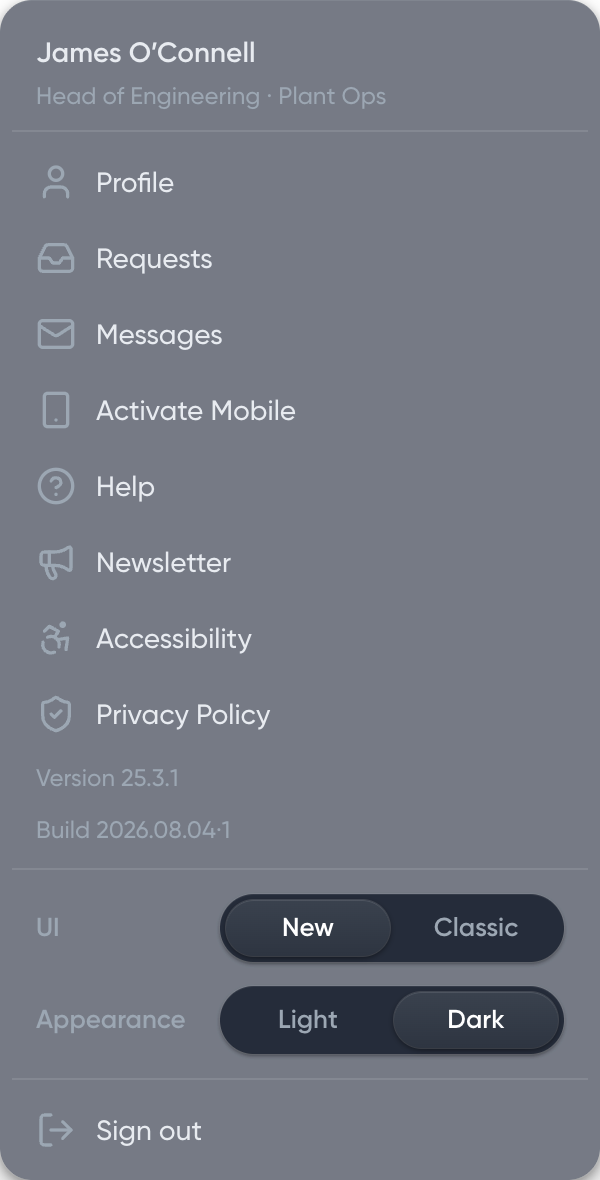 James O’Connell
Head of Engineering · Plant Ops
Profile
Requests
Messages
Activate Mobile
Help
Newsletter
Accessibility
Privacy Policy
Version 25.3.1
Build 2026.08.04·1
UI New Classic
Appearance Light Dark
Sign out